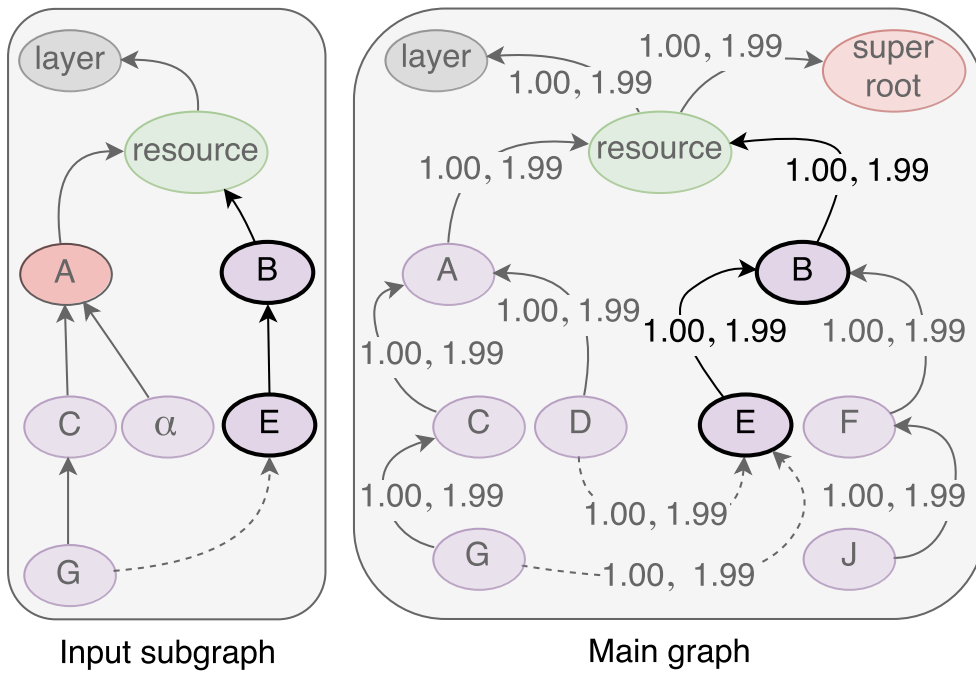 layer
resource
A
B
C
α
E
G
Input subgraph
layer
1.00, 1.99
1.00, 1.99
super
root
resource
1.00, 1.99
1.00, 1.99
A
B
1.00, 1.99
1.00, 1.99
1.00, 1.99
1.00, 1.99
C
D
E
F
1.00, 1.99
1.00, 1.99
1.00, 1.99
G
1.00, 1.99
J
Main graph